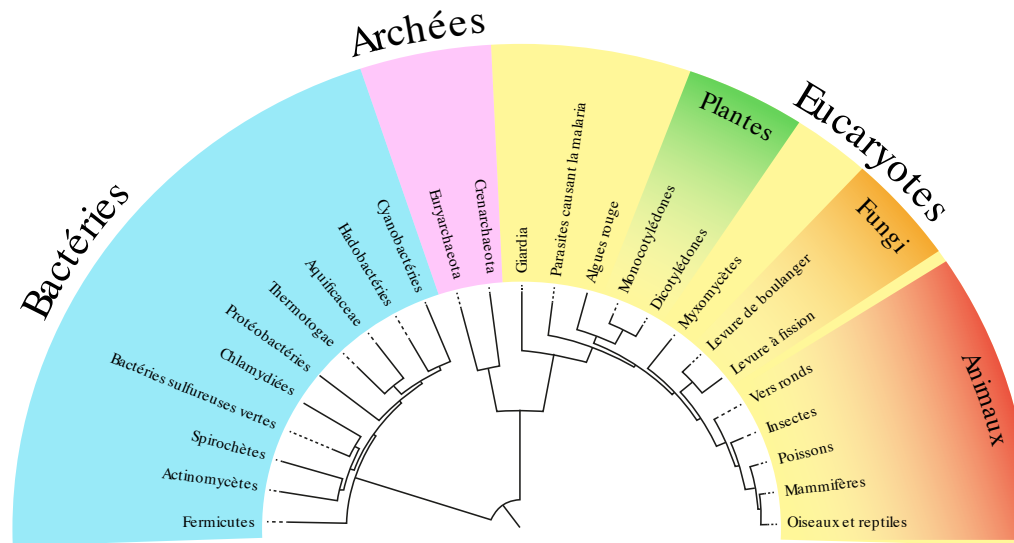 Archées
Eucaryotes
Bactéries
Plantes
Fungi
Animaux
Fermicutes
Actinomycètes
Spirochètes
Bactéries sulfureuses vertes
Chlamydiées
Protéobactéries
Thermotogae
Aquificaceae
Hadobactéries
Cyanobactéries
Euryarchaeota
Crenarchaeota
Giardia
Parasites causant la malaria
Algues rouge
Monocotylédones
Dicotylédones
Myxomycètes
Levure de boulanger
Levure à fission
Vers ronds
Insectes
Poissons
Mammifères
Oiseaux et reptiles